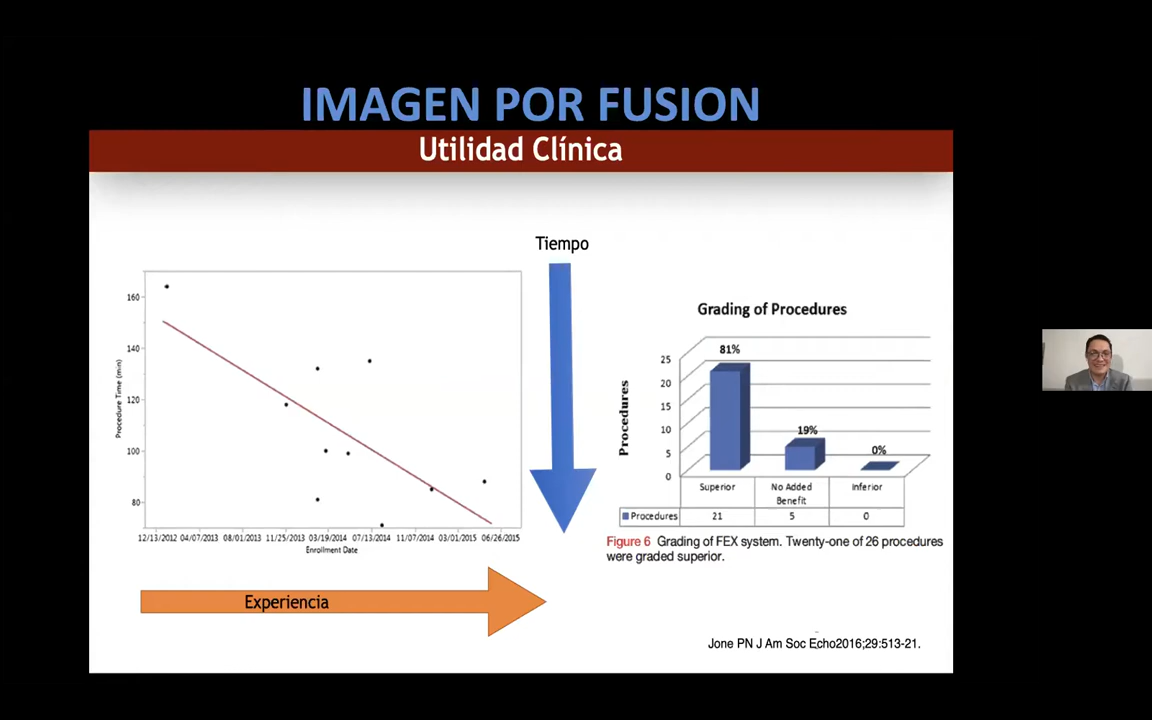 IMAGEN POR FUSION
Utilidad Clínica
Tiempo
160
140
120
100
80
Procedure Time (min)
12/13/2012 04/07/2013 08/01/2013 11/25/2013 03/19/2014 07/13/2014 11/07/2014 03/01/2015 06/26/2015
Enrollment Date
Experiencia
Grading of Procedures
Procedures
25
20
15
10
5
0
81%
19%
0%
Superior
No Added
Benefit
Inferior
Procedures 21 5 0
Figure 6 Grading of FEX system. Twenty-one of 26 procedures
were graded superior.
Jone PN J Am Soc Echo2016;29:513-21.